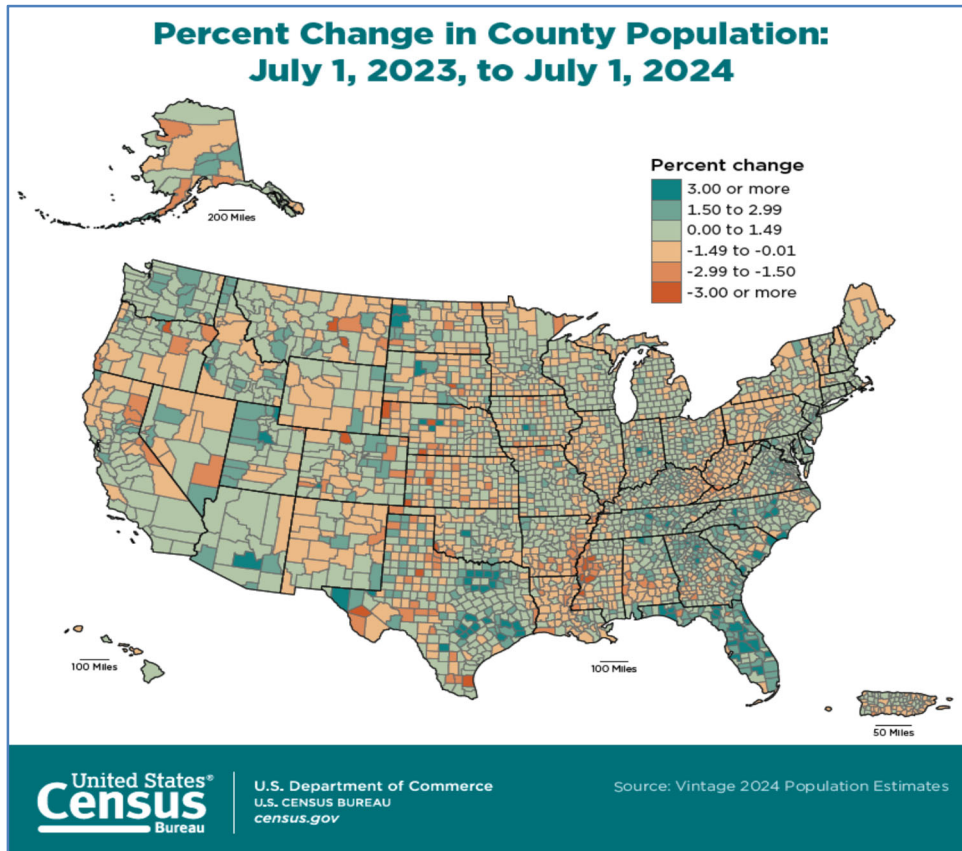 Percent Change in County Population:
July 1, 2023, to July 1, 2024
200 Miles
Percent change
3.00 or more
1.50 to 2.99
0.00 to 1.49
-1.49 to -0.01
-2.99 to -1.50
-3.00 or more
100 Miles
100 Miles
50 Miles
United States®
Census
Bureau
U.S. Department of Commerce
U.S. CENSUS BUREAU
census.gov
Source: Vintage 2024 Population Estimates